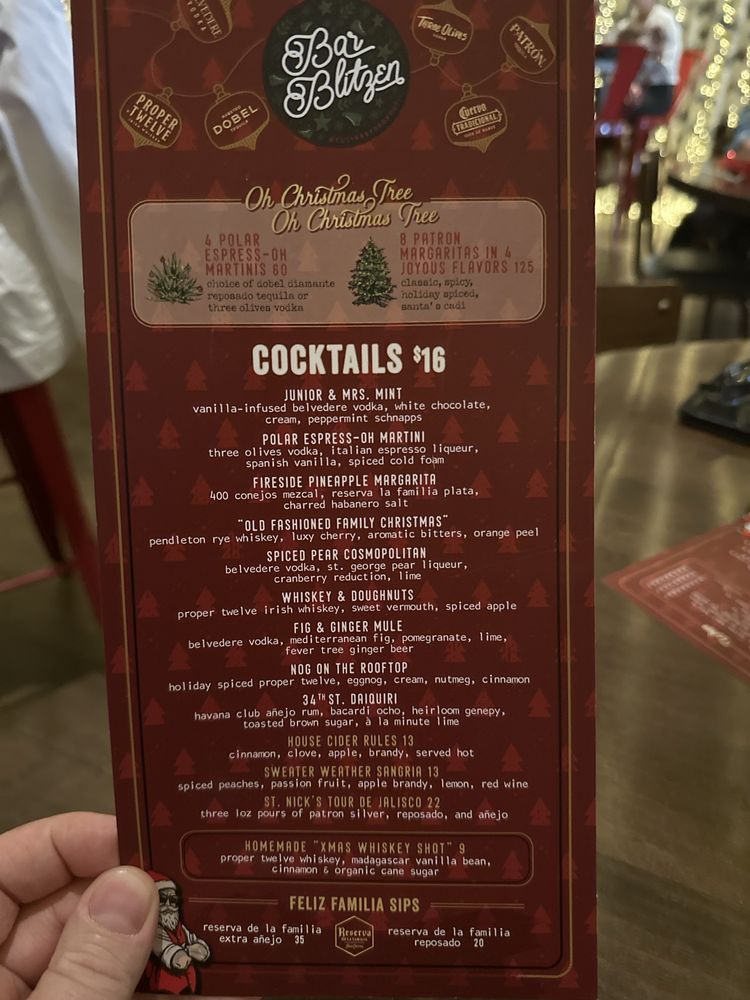 BELVEDERE
VODKA
Bar
Blitzen
THREE OLIVES
VODKA
PATRÓN
TEQUILA
PROPER
TWELVE
MAESTRO
DOBEL
TEQUILA
Cuervo
TRADICIONAL
Oh Christmas Tree
Oh Christmas Tree
4 POLAR
ESPRESS-OH
MARTINIS 60
choice of dobel diamante
reposado tequila or
three olives vodka
8 PATRON
MARGARITAS IN 4
JOYOUS FLAVORS 125
classic, spicy,
holiday spiced,
santa's cadi
COCKTAILS $16
JUNIOR & MRS. MINT
vanilla-infused belvedere vodka, white chocolate,
cream, peppermint schnapps
POLAR ESPRESS-OH MARTINI
three olives vodka, italian espresso liqueur,
spanish vanilla, spiced cold foam
FIRESIDE PINEAPPLE MARGARITA
400 conejos mezcal, reserva la familia plata,
charred habanero salt
"OLD FASHIONED FAMILY CHRISTMAS"
pendleton rye whiskey, luxy cherry, aromatic bitters, orange peel
SPICED PEAR COSMOPOLITAN
belvedere vodka, st. george pear liqueur,
cranberry reduction, lime
WHISKEY & DOUGHNUTS
proper twelve irish whiskey, sweet vermouth, spiced apple
FIG & GINGER MULE
belvedere vodka, mediterranean fig, pomegranate, lime,
fever tree ginger beer
NOG ON THE ROOFTOP
holiday spiced proper twelve, eggnog, cream, nutmeg, cinnamon
34TH ST. DAIQUIRI
havana club añejo rum, bacardi ocho, heirloom genepy,
toasted brown sugar, à la minute lime
HOUSE CIDER RULES 13
cinnamon, clove, apple, brandy, served hot
SWEATER WEATHER SANGRIA 13
spiced peaches, passion fruit, apple brandy, lemon, red wine
ST. NICK'S TOUR DE JALISCO 22
three 1oz pours of patron silver, reposado, and añejo
HOMEMADE "XMAS WHISKEY SHOT" 9
proper twelve whiskey, madagascar vanilla bean,
cinnamon & organic cane sugar
FELIZ FAMILIA SIPS
reserva de la familia
extra añejo 35
Reserva
DE LA FAMILIA
reserva de la familia
reposado 20